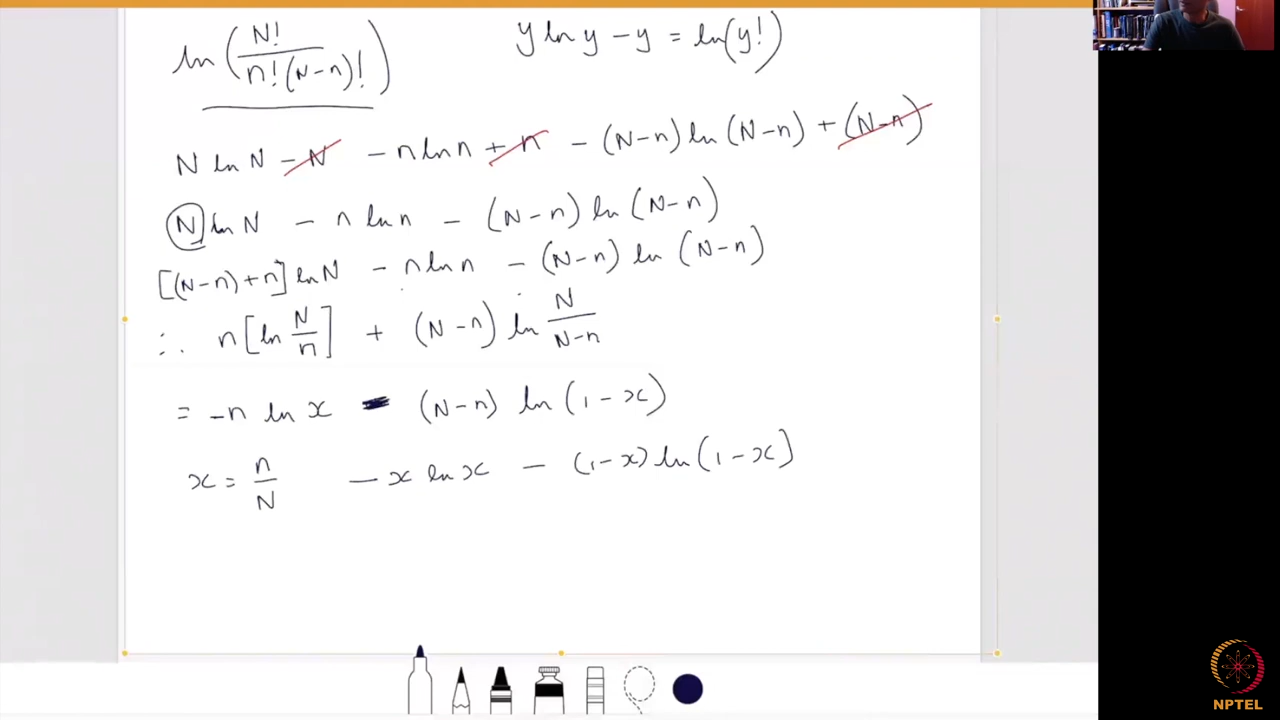 ln(N!/n!(N-n)!) y ln y - y = ln(y!)
N ln N - N - n ln n + n - (N-n) ln (N-n) + (N-n)
N ln N - n ln n - (N-n) ln (N-n)
[(N-n)+n] ln N - n ln n - (N-n) ln (N-n)
∴ n[ln N/n] + (N-n) ln N/N-n
= -n ln x - (N-n) ln (1-x)
x = n/N - x ln x - (1-x) ln (1-x)
NPTEL